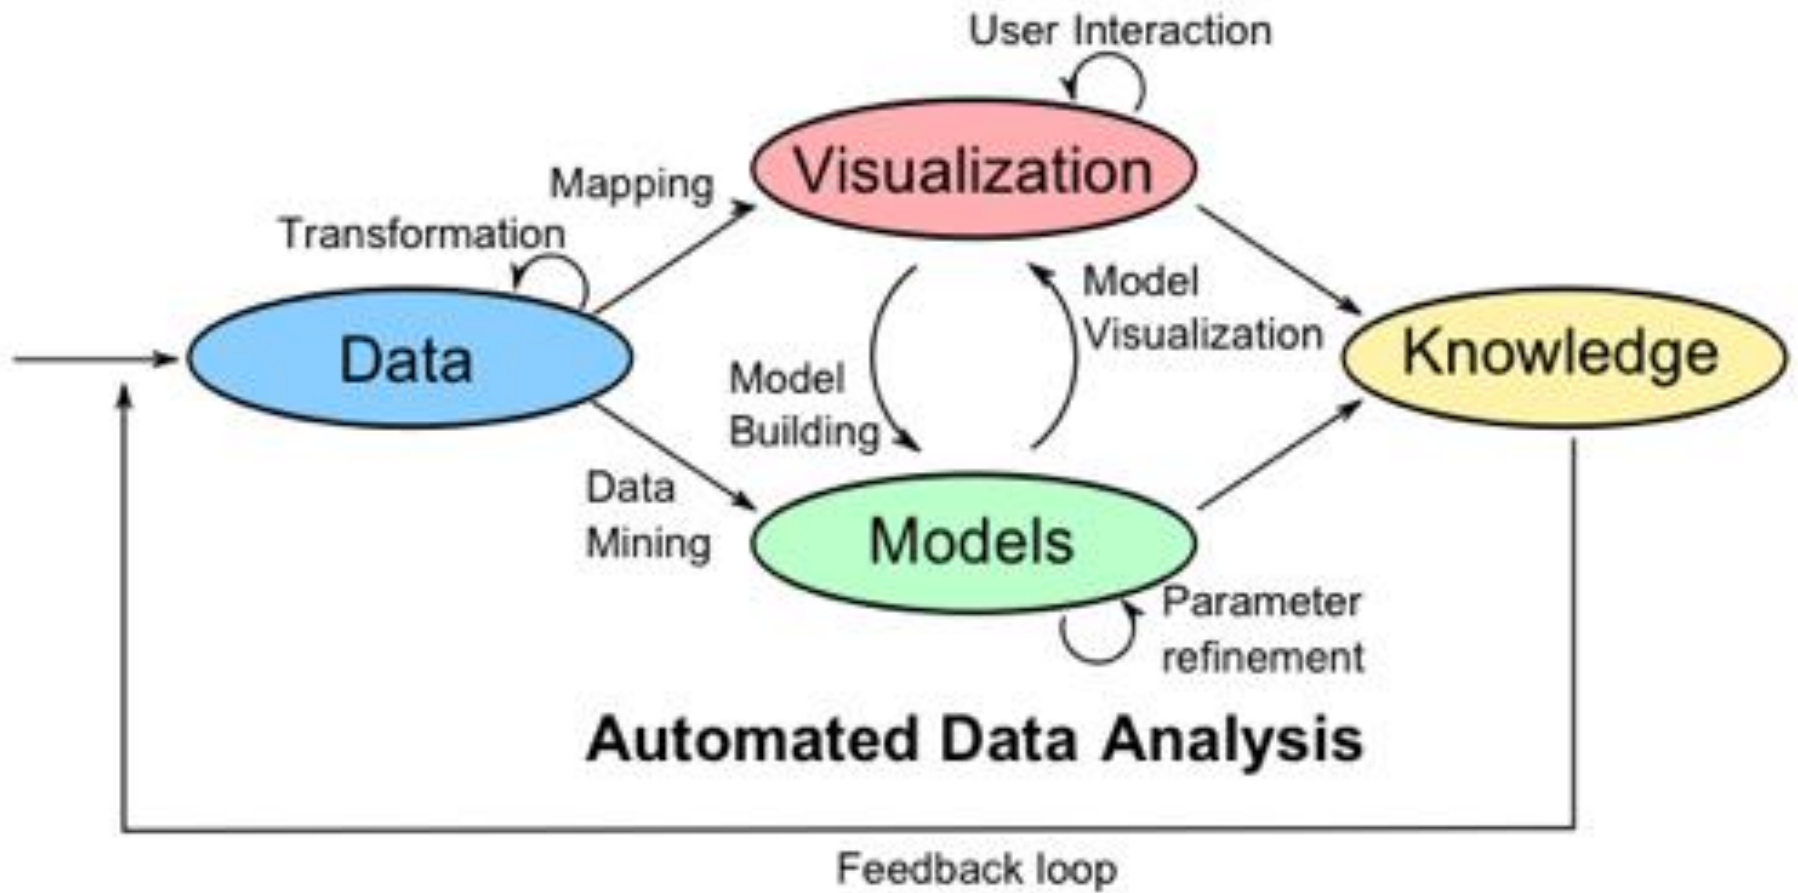 User Interaction
Visualization
Mapping
Transformation
Data
Model
Visualization
Knowledge
Model
Building
Data
Mining
Models
Parameter
refinement
Automated Data Analysis
Feedback loop